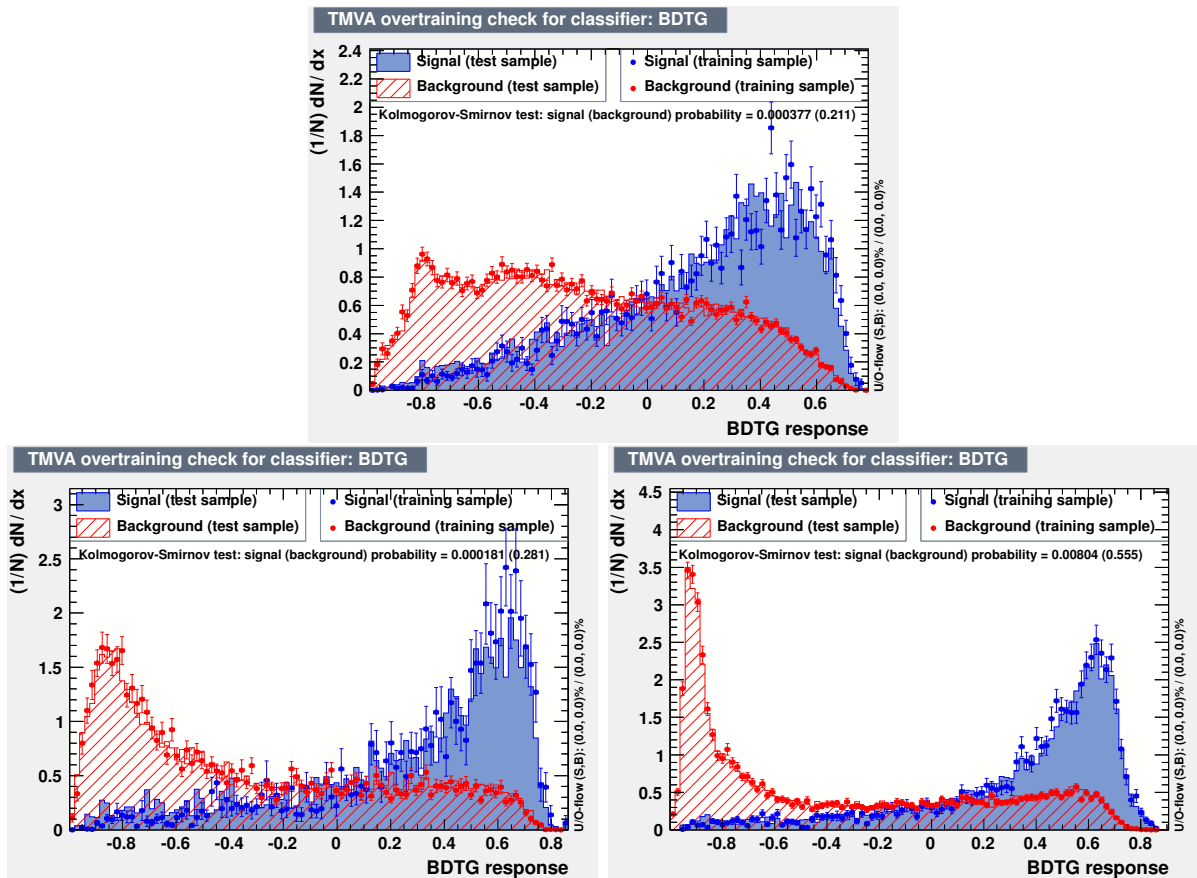 TMVA overtraining check for classifier: BDTG
(1/N) dN / dx
2.4
2.2
2
1.8
1.6
1.4
1.2
1
0.8
0.6
0.4
0.2
0
Signal (test sample)
Background (test sample)
Signal (training sample)
Background (training sample)
Kolmogorov-Smirnov test: signal (background) probability = 0.000377 (0.211)
U/O-flow (S,B): (0.0, 0.0)% / (0.0, 0.0)%
-0.8 -0.6 -0.4 -0.2 0 0.2 0.4 0.6
BDTG response
TMVA overtraining check for classifier: BDTG
(1/N) dN / dx
3
2.5
2
1.5
1
0.5
0
Signal (test sample)
Background (test sample)
Signal (training sample)
Background (training sample)
Kolmogorov-Smirnov test: signal (background) probability = 0.000181 (0.281)
U/O-flow (S,B): (0.0, 0.0)% / (0.0, 0.0)%
-0.8 -0.6 -0.4 -0.2 0 0.2 0.4 0.6 0.8
BDTG response
TMVA overtraining check for classifier: BDTG
(1/N) dN / dx
4.5
4
3.5
3
2.5
2
1.5
1
0.5
0
Signal (test sample)
Background (test sample)
Signal (training sample)
Background (training sample)
Kolmogorov-Smirnov test: signal (background) probability = 0.00804 (0.555)
U/O-flow (S,B): (0.0, 0.0)% / (0.0, 0.0)%
-0.8 -0.6 -0.4 -0.2 0 0.2 0.4 0.6 0.8
BDTG response